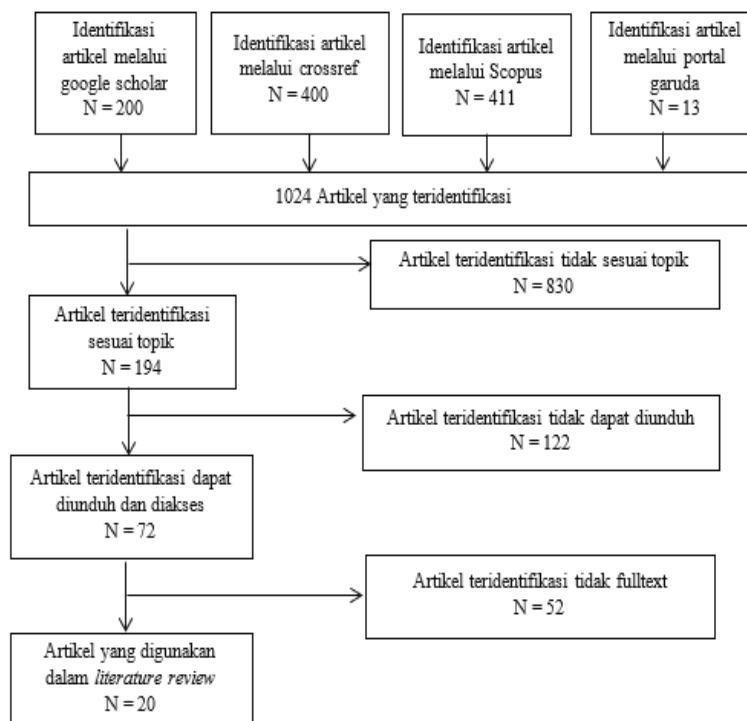 Identifikasi
artikel melalui
google scholar
N = 200
Identifikasi artikel
melalui crossref
N = 400
Identifikasi artikel
melalui Scopus
N = 411
Identifikasi artikel
melalui portal
garuda
N = 13
1024 Artikel yang teridentifikasi
Artikel teridentifikasi tidak sesuai topik
N = 830
Artikel teridentifikasi
sesuai topik
N = 194
Artikel teridentifikasi tidak dapat diunduh
N = 122
Artikel teridentifikasi dapat
diunduh dan diakses
N = 72
Artikel teridentifikasi tidak fulltext
N = 52
Artikel yang digunakan
dalam literature review
N = 20